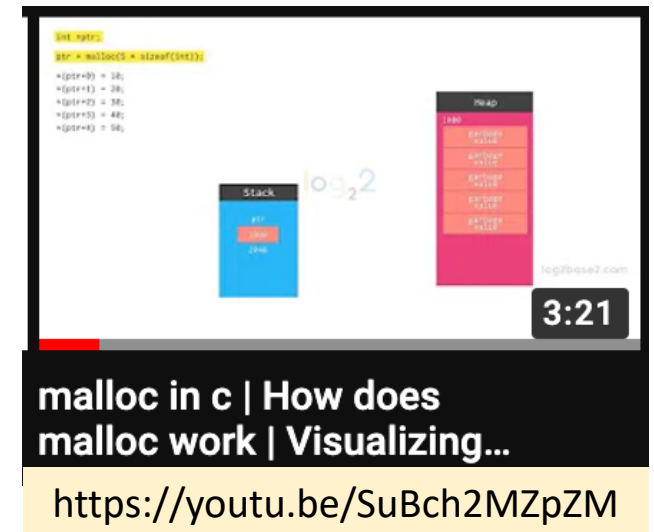 int *ptr;
ptr = malloc(5 * sizeof(int));
*(ptr+0) = 10;
*(ptr+1) = 20;
*(ptr+2) = 30;
*(ptr+3) = 40;
*(ptr+4) = 50;
Heap
1000
garbage
value
garbage
value
garbage
value
garbage
value
garbage
value
log₂2
Stack
ptr
1000
2046
log2base2.com
3:21
malloc in c | How does
malloc work | Visualizing...
https://youtu.be/SuBch2MZpZM